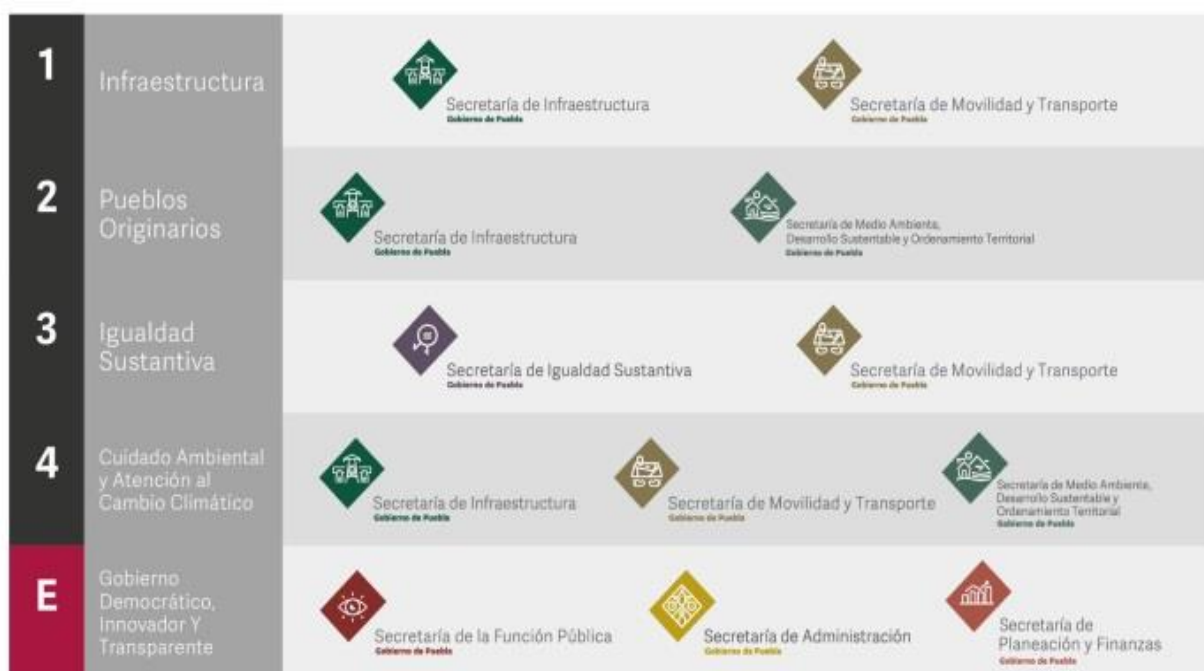 1
Infraestructura
Secretaría de Infraestructura
Gobierno de Puebla
Secretaría de Movilidad y Transporte
Gobierno de Puebla
2
Pueblos
Originarios
Secretaría de Infraestructura
Gobierno de Puebla
Secretaría de Medio Ambiente,
Desarrollo Sustentable y Ordenamiento Territorial
Gobierno de Puebla
3
Igualdad
Sustantiva
Secretaría de Igualdad Sustantiva
Gobierno de Puebla
Secretaría de Movilidad y Transporte
Gobierno de Puebla
4
Cuidado Ambiental
y Atención al
Cambio Climático
Secretaría de Infraestructura
Gobierno de Puebla
Secretaría de Movilidad y Transporte
Gobierno de Puebla
Secretaría de Medio Ambiente,
Desarrollo Sustentable y
Ordenamiento Territorial
Gobierno de Puebla
E
Gobierno
Democrático,
Innovador Y
Transparente
Secretaría de la Función Pública
Gobierno de Puebla
Secretaría de Administración
Gobierno de Puebla
Secretaría de
Planeación y Finanzas
Gobierno de Puebla